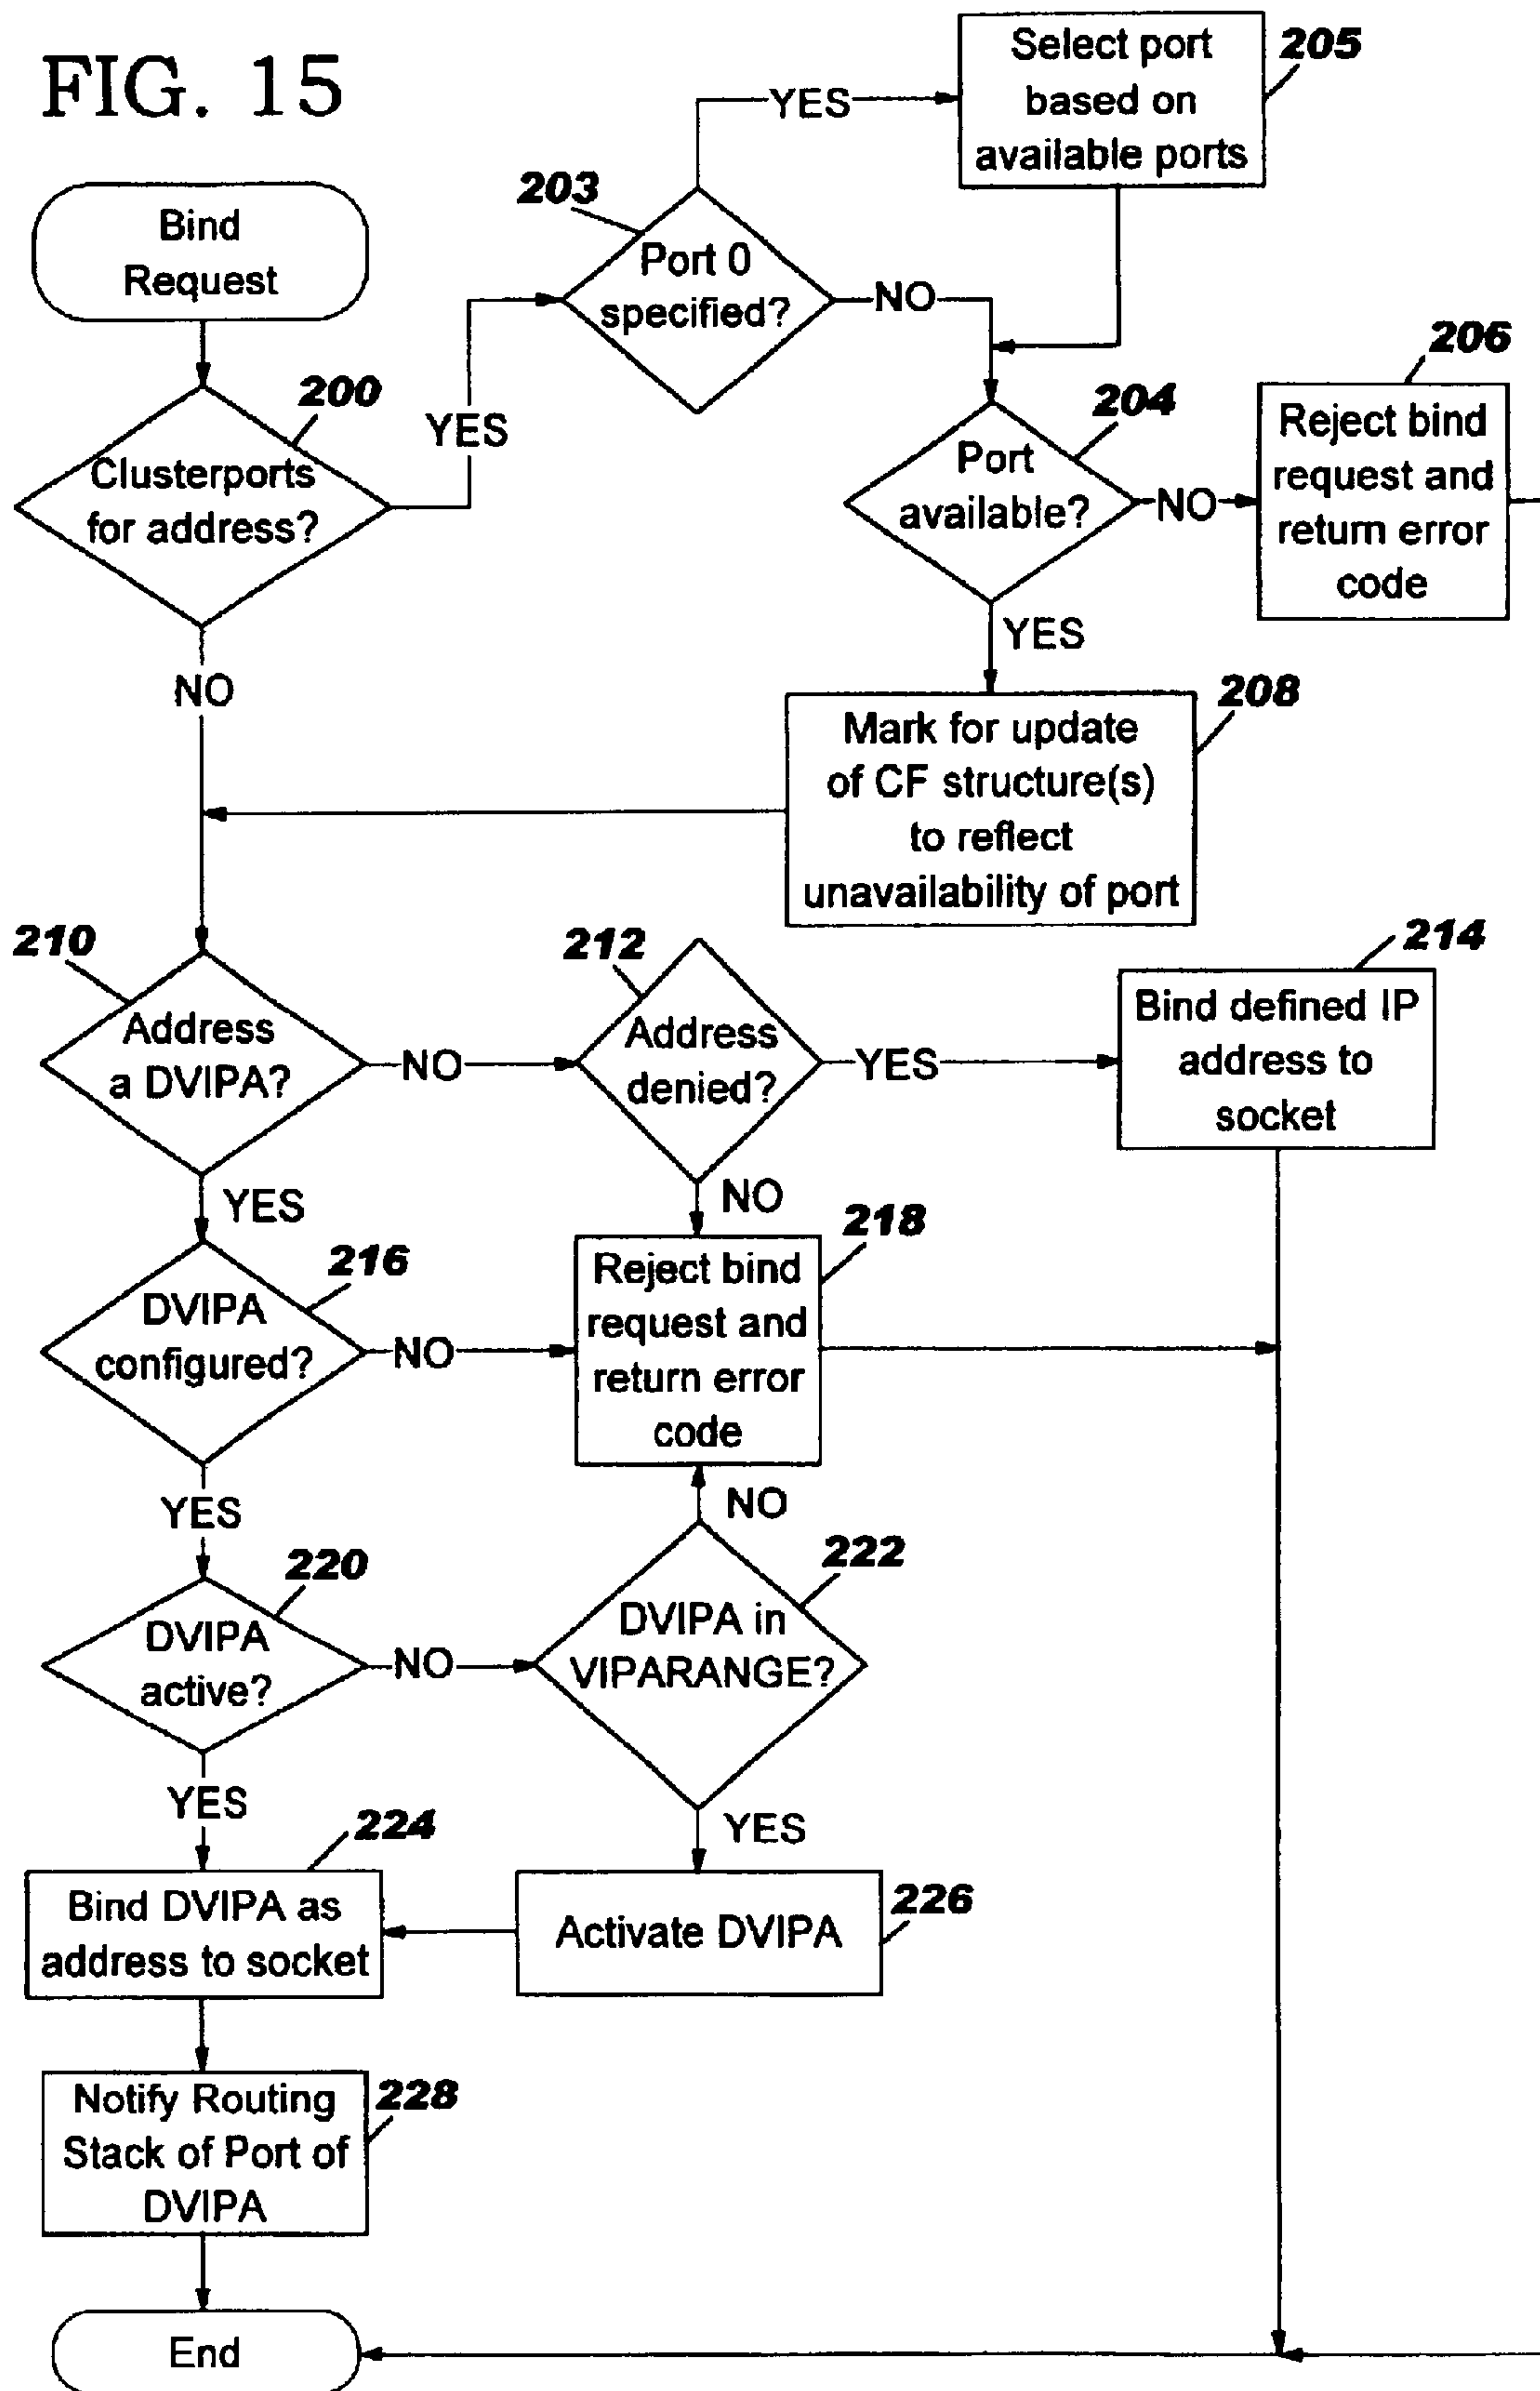 FIG. 15
Bind
Request
200
Clusterports
for address?
YES
NO
203
Port 0
specified?
YES
NO
205
Select port
based on
available ports
204
Port
available?
NO
YES
206
Reject bind
request and
return error
code
208
Mark for update
of CF structure(s)
to reflect
unavailability of port
210
Address
a DVIPA?
NO
YES
212
Address
denied?
YES
NO
214
Bind defined IP
address to
socket
216
DVIPA
configured?
NO
YES
218
Reject bind
request and
return error
code
220
DVIPA
active?
NO
YES
222
DVIPA in
VIPARANGE?
NO
YES
224
Bind DVIPA as
address to socket
226
Activate DVIPA
228
Notify Routing
Stack of Port of
DVIPA
End